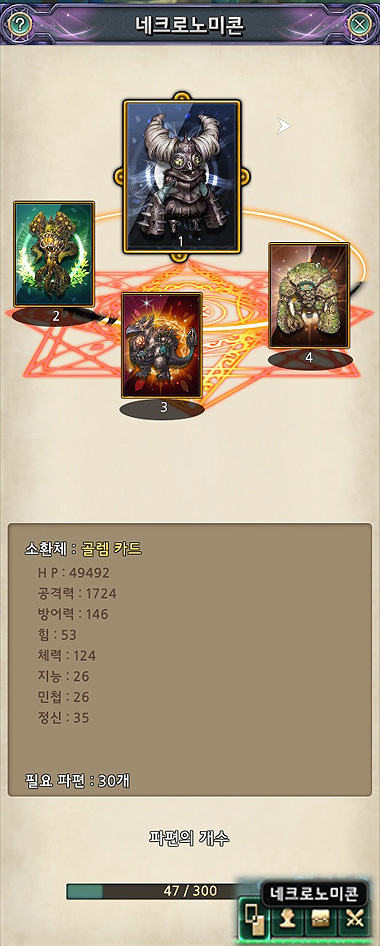 ?
네크로노미콘
1
2
3
4
소환체 : 골렘 카드
H P : 49492
공격력 : 1724
방어력 : 146
힘 : 53
체력 : 124
지능 : 26
민첩 : 26
정신 : 35
필요 파편 : 30개
파편의 개수
47 / 300
네크로노미콘